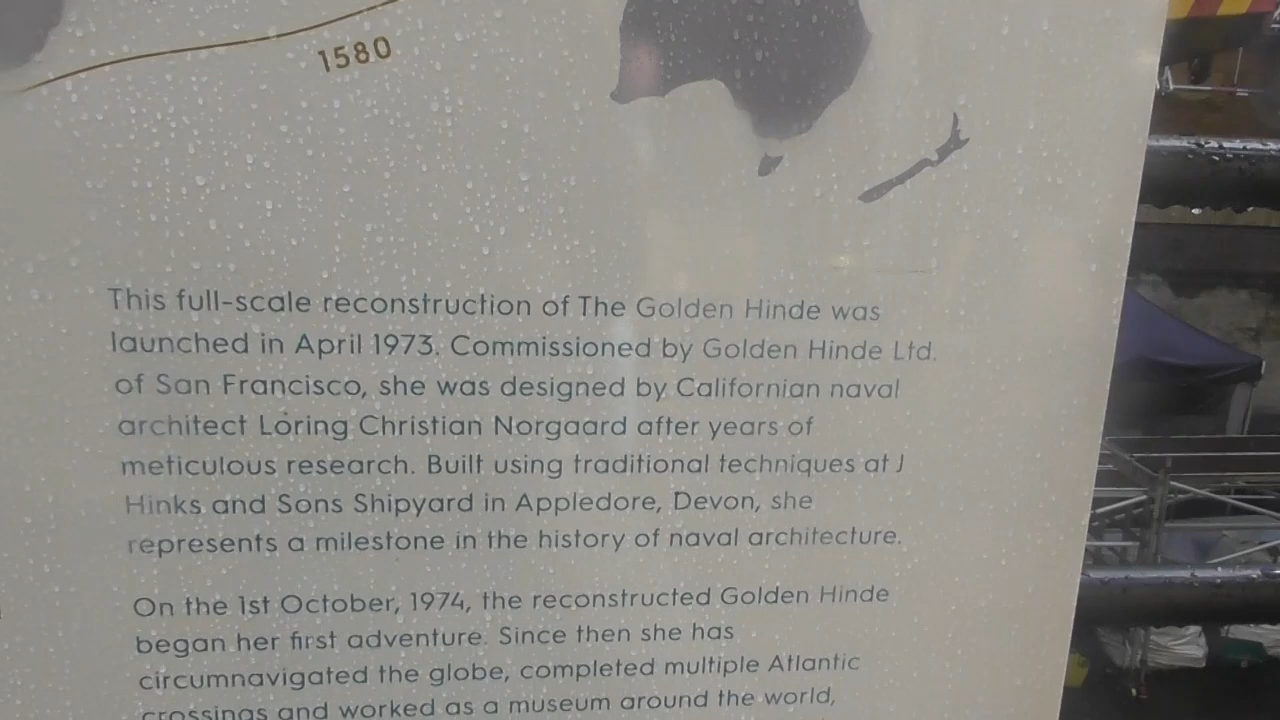 1580
This full-scale reconstruction of The Golden Hinde was
launched in April 1973. Commissioned by Golden Hinde Ltd.
of San Francisco, she was designed by Californian naval
architect Loring Christian Norgaard after years of
meticulous research. Built using traditional techniques at J
Hinks and Sons Shipyard in Appledore, Devon, she
represents a milestone in the history of naval architecture.
On the 1st October, 1974, the reconstructed Golden Hinde
began her first adventure. Since then she has
circumnavigated the globe, completed multiple Atlantic
crossings and worked as a museum around the world,